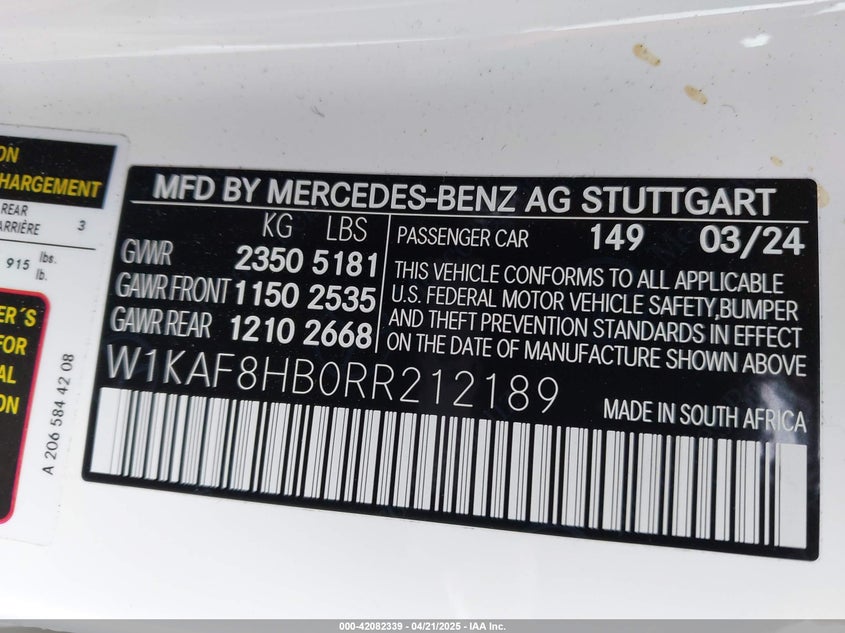 ON
HARGEMENT
REAR
ARRIÈRE 3
915 lbs.
lb.
ER´S
FOR
AL
ON
A 206 584 42 08
MFD BY MERCEDES-BENZ AG STUTTGART
KG LBS
GVWR 2350 5181
GAWR FRONT 1150 2535
GAWR REAR 1210 2668
PASSENGER CAR 149 03/24
THIS VEHICLE CONFORMS TO ALL APPLICABLE
U.S. FEDERAL MOTOR VEHICLE SAFETY,BUMPER
AND THEFT PREVENTION STANDARDS IN EFFECT
ON THE DATE OF MANUFACTURE SHOWN ABOVE
W1KAF8HB0RR212189
MADE IN SOUTH AFRICA
000-42082339 - 04/21/2025 - IAA Inc.